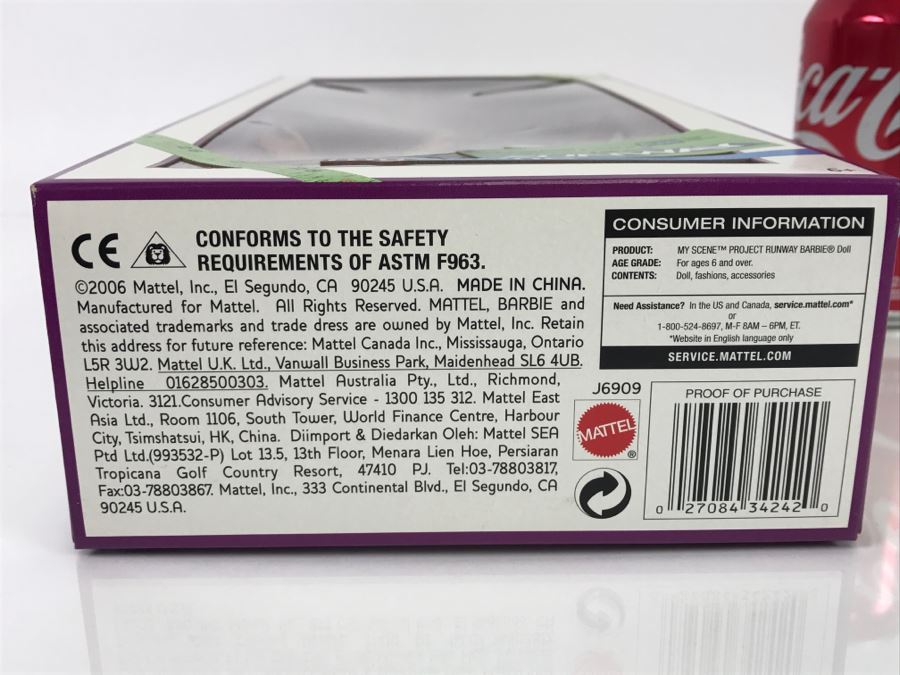 CE
CONFORMS TO THE SAFETY
REQUIREMENTS OF ASTM F963.
©2006 Mattel, Inc., El Segundo, CA 90245 U.S.A. MADE IN CHINA.
Manufactured for Mattel. All Rights Reserved. MATTEL, BARBIE and
associated trademarks and trade dress are owned by Mattel, Inc. Retain
this address for future reference: Mattel Canada Inc., Mississauga, Ontario
L5R 3W2. Mattel U.K. Ltd., Vanwall Business Park, Maidenhead SL6 4UB.
Helpline 01628500303. Mattel Australia Pty., Ltd., Richmond,
Victoria. 3121.Consumer Advisory Service - 1300 135 312. Mattel East
Asia Ltd., Room 1106, South Tower, World Finance Centre, Harbour
City, Tsimshatsui, HK, China. Diimport & Diedarkan Oleh: Mattel SEA
Ptd Ltd.(993532-P) Lot 13.5, 13th Floor, Menara Lien Hoe, Persiaran
Tropicana Golf Country Resort, 47410 PJ. Tel:03-78803817,
Fax:03-78803867. Mattel, Inc., 333 Continental Blvd., El Segundo, CA
90245 U.S.A.
CONSUMER INFORMATION
PRODUCT: MY SCENE™ PROJECT RUNWAY BARBIE® Doll
AGE GRADE: For ages 6 and over.
CONTENTS: Doll, fashions, accessories
Need Assistance? In the US and Canada, service.mattel.com*
or
1-800-524-8697, M-F 8AM – 6PM, ET.
*Website in English language only
SERVICE.MATTEL.COM
J6909
MATTEL®
PROOF OF PURCHASE
0 27084 34242 0
6+
ca-C